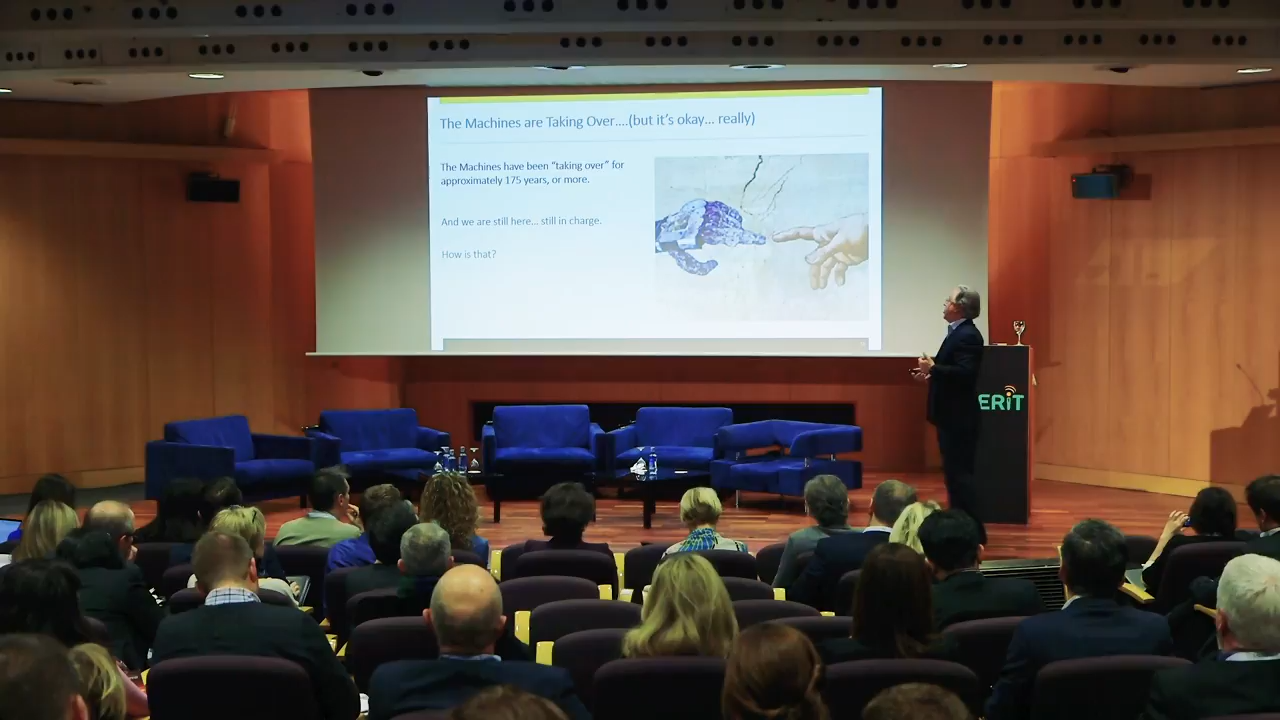 The Machines are Taking Over....(but it's okay... really)
The Machines have been "taking over" for
approximately 175 years, or more.
And we are still here... still in charge.
How is that?
ERiT